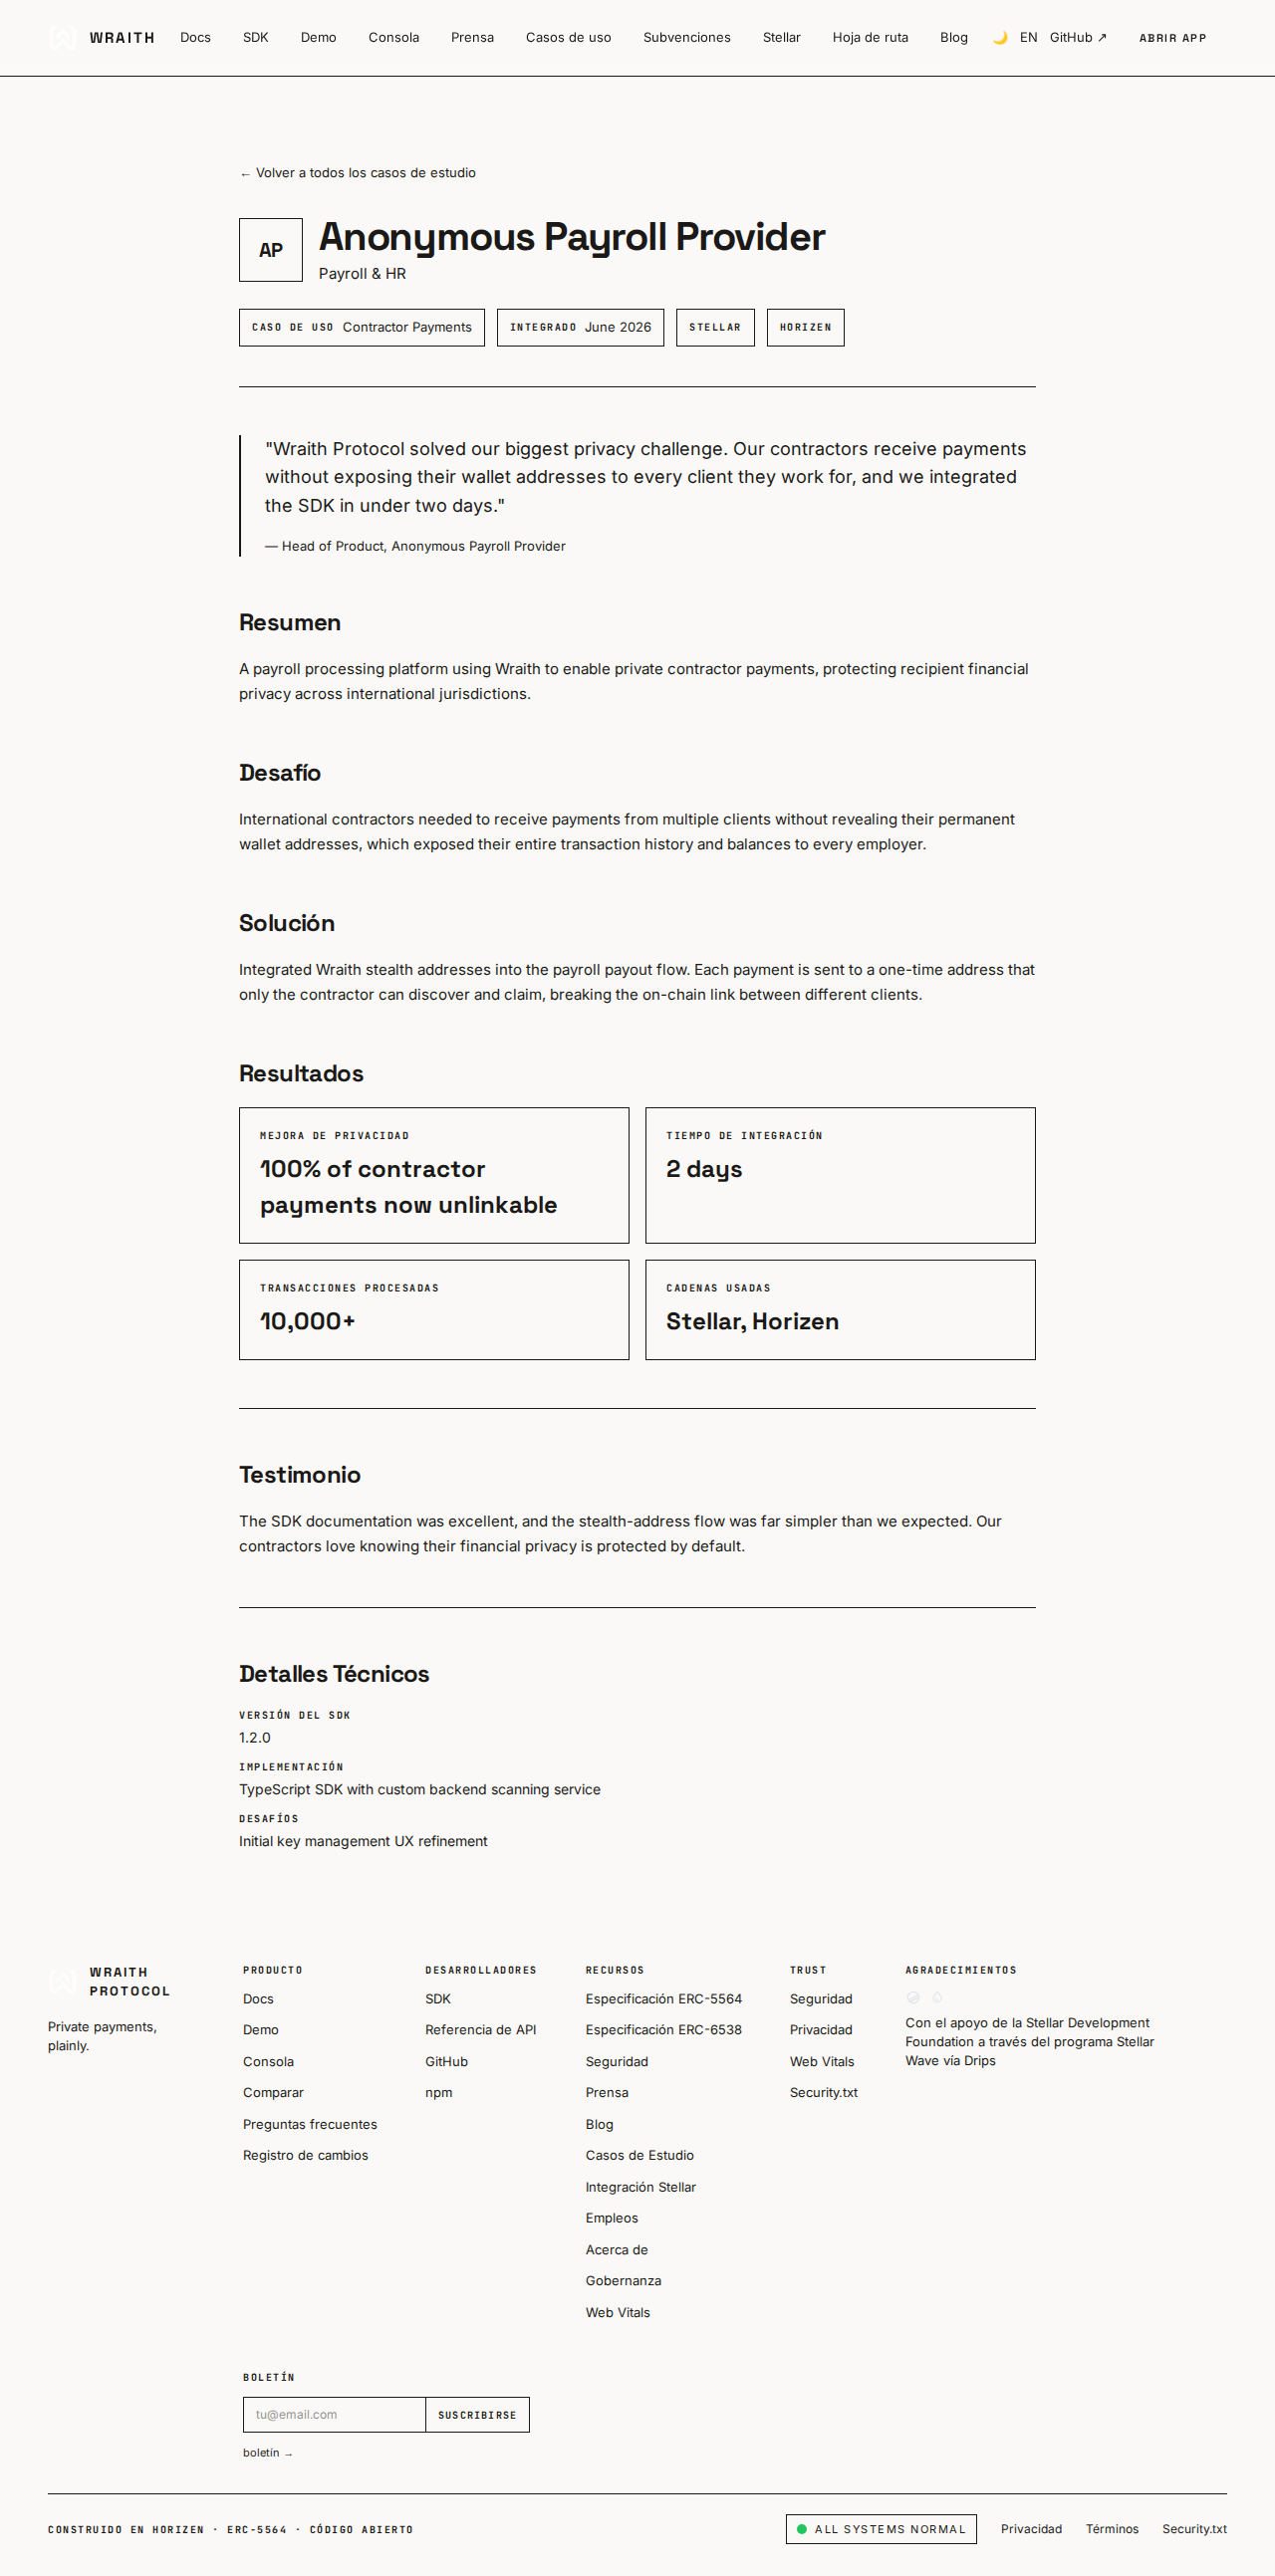 WRAITH Docs SDK Demo Consola Prensa Casos de uso Subvenciones Stellar Hoja de ruta Blog 🌙 EN GitHub ↗ ABRIR APP
← Volver a todos los casos de estudio
AP
Anonymous Payroll Provider
Payroll & HR
CASO DE USO Contractor Payments INTEGRADO June 2026 STELLAR HORIZEN
"Wraith Protocol solved our biggest privacy challenge. Our contractors receive payments
without exposing their wallet addresses to every client they work for, and we integrated
the SDK in under two days."
— Head of Product, Anonymous Payroll Provider
Resumen
A payroll processing platform using Wraith to enable private contractor payments, protecting recipient financial
privacy across international jurisdictions.
Desafío
International contractors needed to receive payments from multiple clients without revealing their permanent
wallet addresses, which exposed their entire transaction history and balances to every employer.
Solución
Integrated Wraith stealth addresses into the payroll payout flow. Each payment is sent to a one-time address that
only the contractor can discover and claim, breaking the on-chain link between different clients.
Resultados
MEJORA DE PRIVACIDAD
100% of contractor
payments now unlinkable
TIEMPO DE INTEGRACIÓN
2 days
TRANSACCIONES PROCESADAS
10,000+
CADENAS USADAS
Stellar, Horizen
Testimonio
The SDK documentation was excellent, and the stealth-address flow was far simpler than we expected. Our
contractors love knowing their financial privacy is protected by default.
Detalles Técnicos
VERSIÓN DEL SDK
1.2.0
IMPLEMENTACIÓN
TypeScript SDK with custom backend scanning service
DESAFÍOS
Initial key management UX refinement
WRAITH
PROTOCOL
Private payments,
plainly.
PRODUCTO
Docs
Demo
Consola
Comparar
Preguntas frecuentes
Registro de cambios
DESARROLLADORES
SDK
Referencia de API
GitHub
npm
RECURSOS
Especificación ERC-5564
Especificación ERC-6538
Seguridad
Prensa
Blog
Casos de Estudio
Integración Stellar
Empleos
Acerca de
Gobernanza
Web Vitals
TRUST
Seguridad
Privacidad
Web Vitals
Security.txt
AGRADECIMIENTOS
Con el apoyo de la Stellar Development
Foundation a través del programa Stellar
Wave vía Drips
BOLETÍN
tu@email.com SUSCRIBIRSE
boletín →
CONSTRUIDO EN HORIZEN · ERC-5564 · CÓDIGO ABIERTO
ALL SYSTEMS NORMAL Privacidad Términos Security.txt